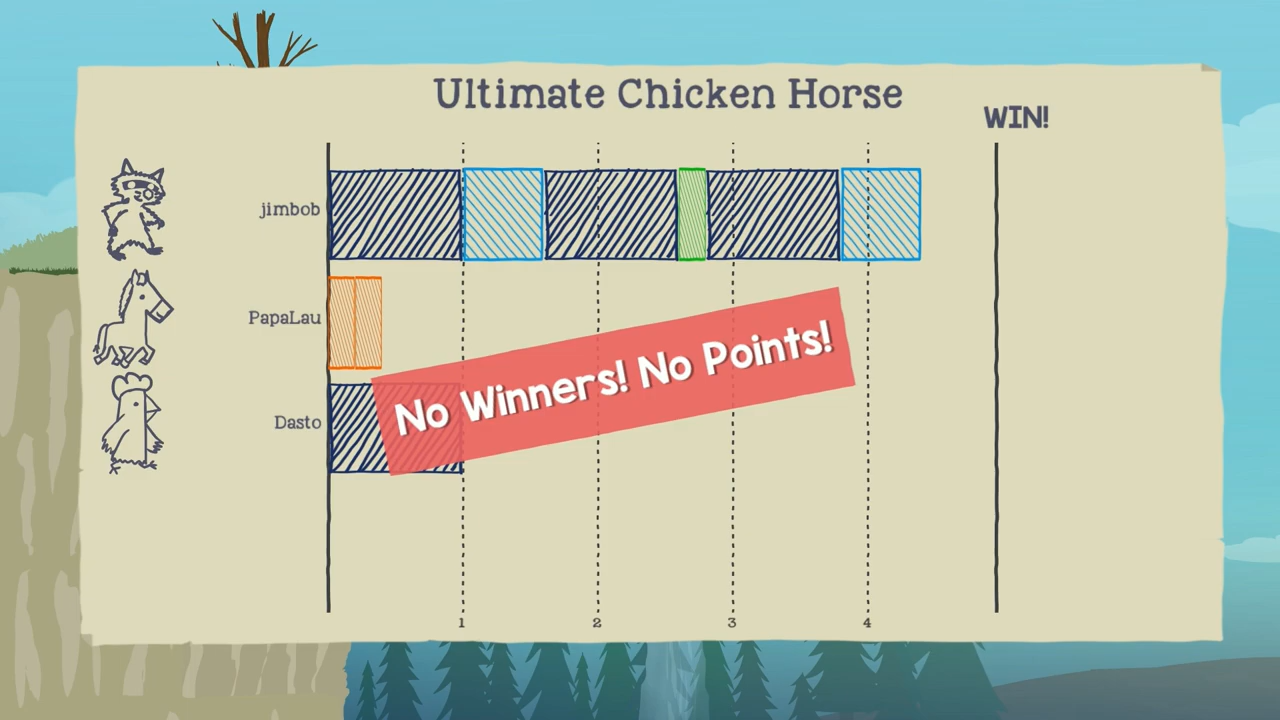 Ultimate Chicken Horse
WIN!
jimbob
PapaLau
No Winners! No Points!
Dasto
1 2 3 4